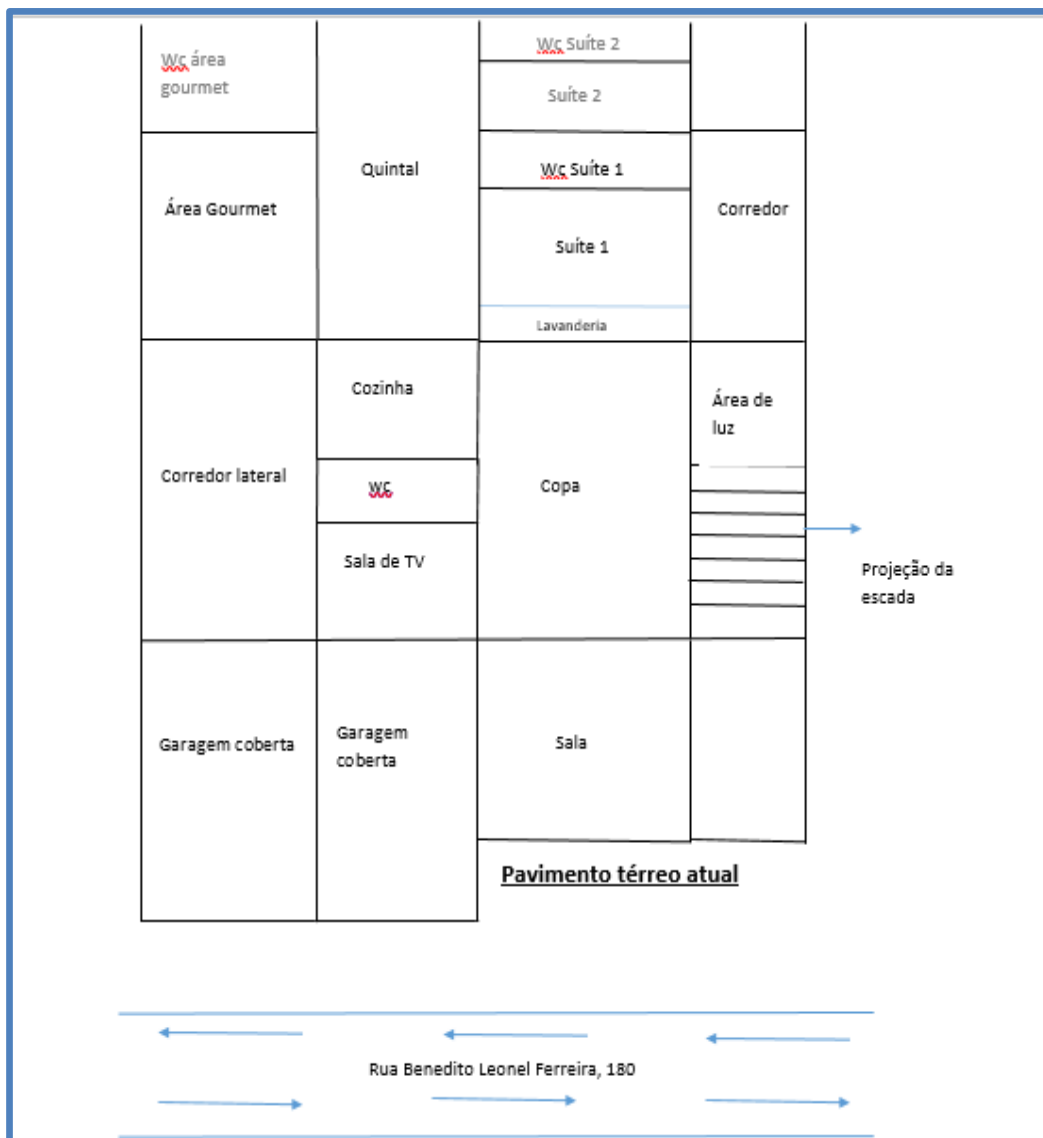 Wc Suíte 2
Wc área
gourmet
Suíte 2
Quintal
Wc Suíte 1
Área Gourmet
Corredor
Suíte 1
Lavanderia
Cozinha
Área de
luz
Corredor lateral
wc
Copa
Sala de TV
Projeção da
escada
Garagem coberta
Garagem
coberta
Sala
Pavimento térreo atual
Rua Benedito Leonel Ferreira, 180